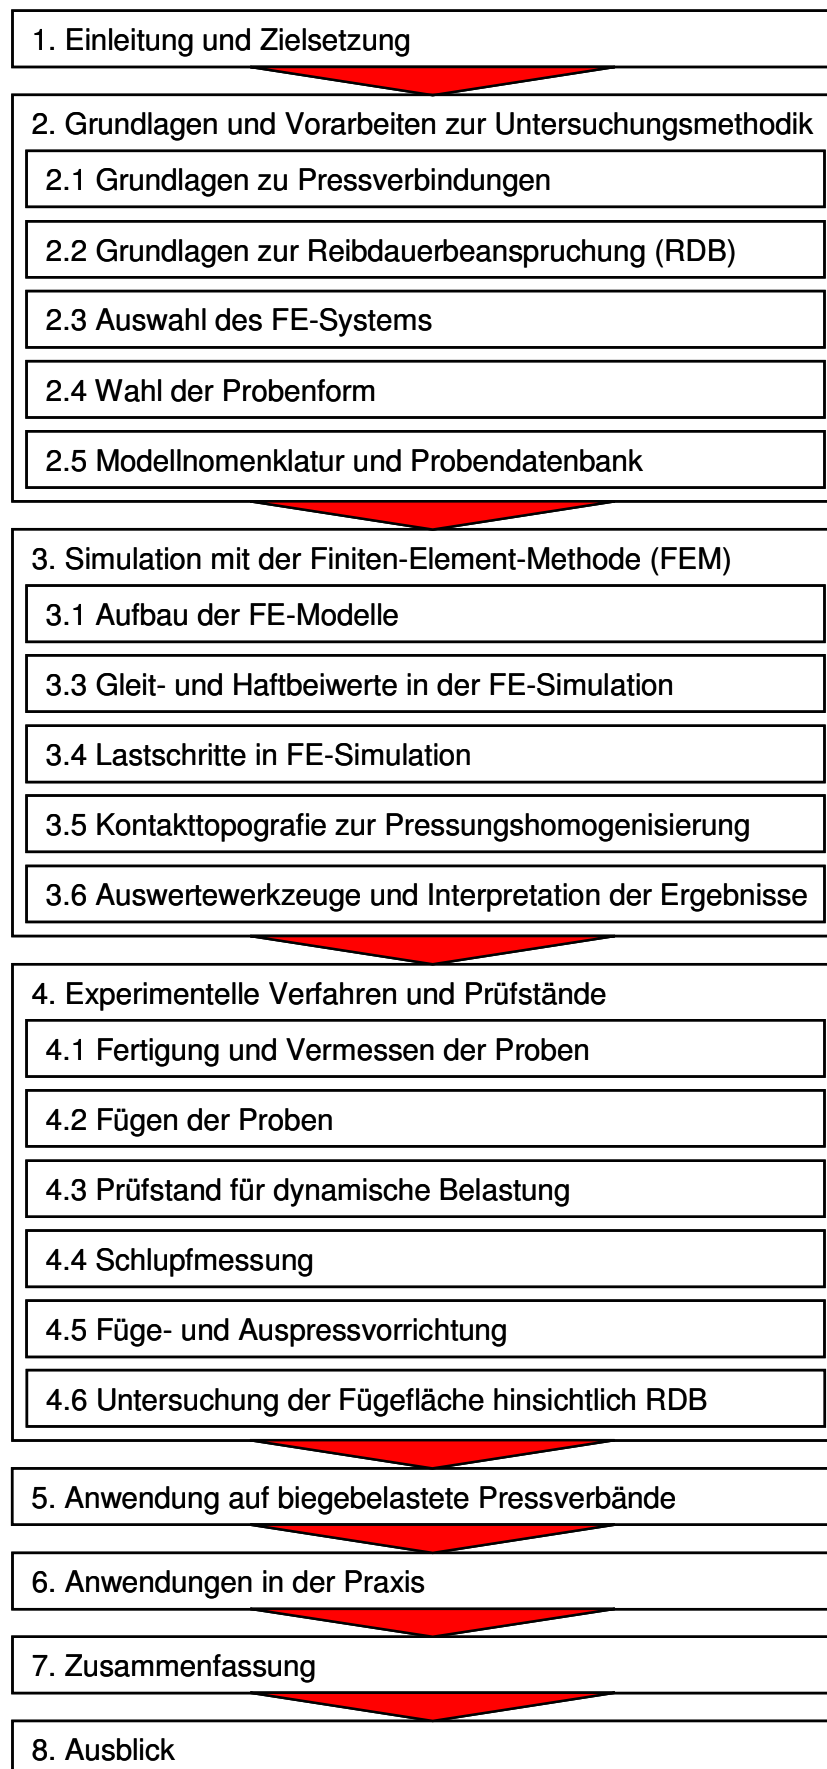 1. Einleitung und Zielsetzung
2. Grundlagen und Vorarbeiten zur Untersuchungsmethodik
2.1 Grundlagen zu Pressverbindungen
2.2 Grundlagen zur Reibdauerbeanspruchung (RDB)
2.3 Auswahl des FE-Systems
2.4 Wahl der Probenform
2.5 Modellnomenklatur und Probendatenbank
3. Simulation mit der Finiten-Element-Methode (FEM)
3.1 Aufbau der FE-Modelle
3.3 Gleit- und Haftbeiwerte in der FE-Simulation
3.4 Lastschritte in FE-Simulation
3.5 Kontakttopografie zur Pressungshomogenisierung
3.6 Auswertewerkzeuge und Interpretation der Ergebnisse
4. Experimentelle Verfahren und Prüfstände
4.1 Fertigung und Vermessen der Proben
4.2 Fügen der Proben
4.3 Prüfstand für dynamische Belastung
4.4 Schlupfmessung
4.5 Füge- und Auspressvorrichtung
4.6 Untersuchung der Fügefläche hinsichtlich RDB
5. Anwendung auf biegebelastete Pressverbände
6. Anwendungen in der Praxis
7. Zusammenfassung
8. Ausblick